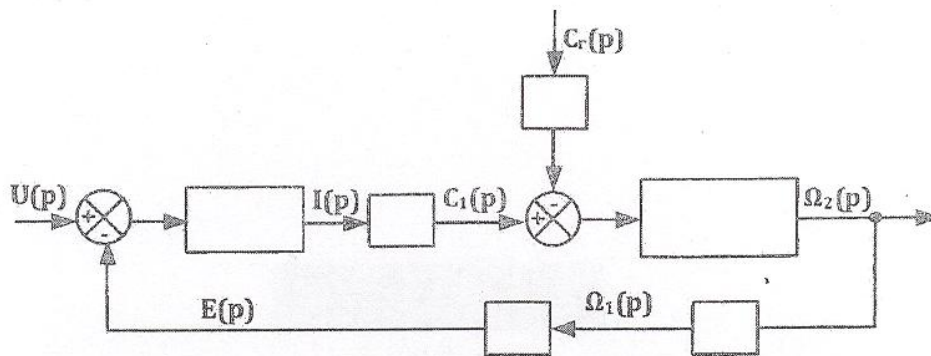 Cᵣ(p)
-
U(p)
+
-
I(p)
C₁(p)
+
Ω₂(p)
E(p)
Ω₁(p)